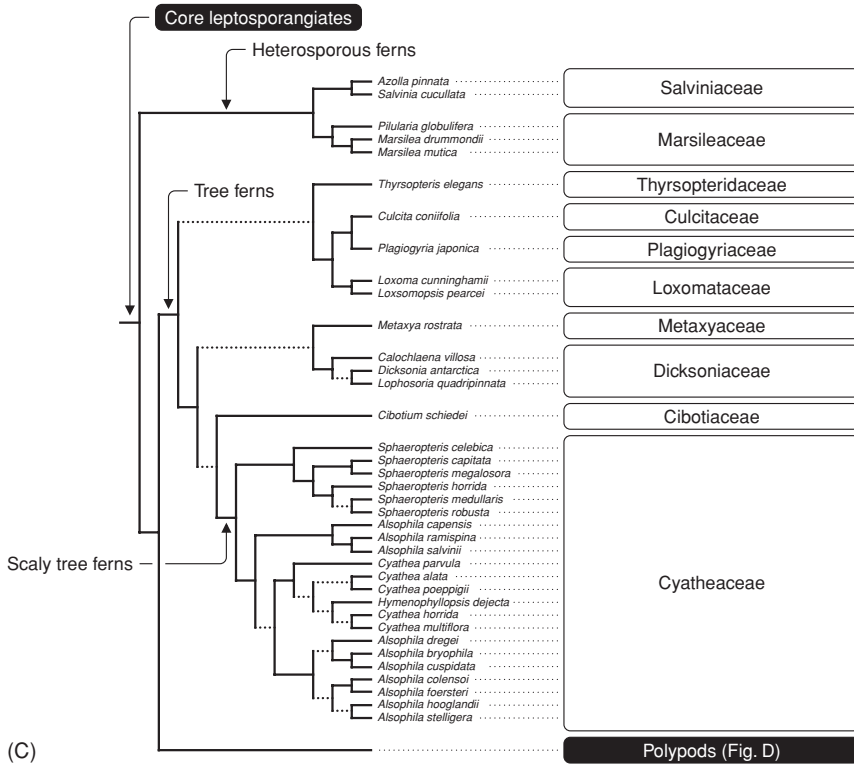 Core leptosporangiates
Heterosporous ferns
Azolla pinnata
Salvinia cucullata
Salviniaceae
Pilularia globulifera
Marsilea drummondii
Marsilea mutica
Marsileaceae
Tree ferns
Thyrsopteris elegans
Thyrsopteridaceae
Culcita coniifolia
Culcitaceae
Plagiogyria japonica
Plagiogyriaceae
Loxoma cunninghamii
Loxsomopsis pearcei
Loxomataceae
Metaxya rostrata
Metaxyaceae
Calochlaena villosa
Dicksonia antarctica
Lophosoria quadripinnata
Dicksoniaceae
Cibotium schiedei
Cibotiaceae
Sphaeropteris celebica
Sphaeropteris capitata
Sphaeropteris megalosora
Sphaeropteris horrida
Sphaeropteris medullaris
Sphaeropteris robusta
Alsophila capensis
Alsophila ramispina
Alsophila salvinii
Scaly tree ferns
Cyathea parvula
Cyathea alata
Cyathea poeppigii
Hymenophyllopsis dejecta
Cyathea horrida
Cyathea multiflora
Alsophila dregei
Alsophila bryophila
Alsophila cuspidata
Alsophila colensoi
Alsophila foersteri
Alsophila hooglandii
Alsophila stelligera
Cyatheaceae
(C)
Polypods (Fig. D)